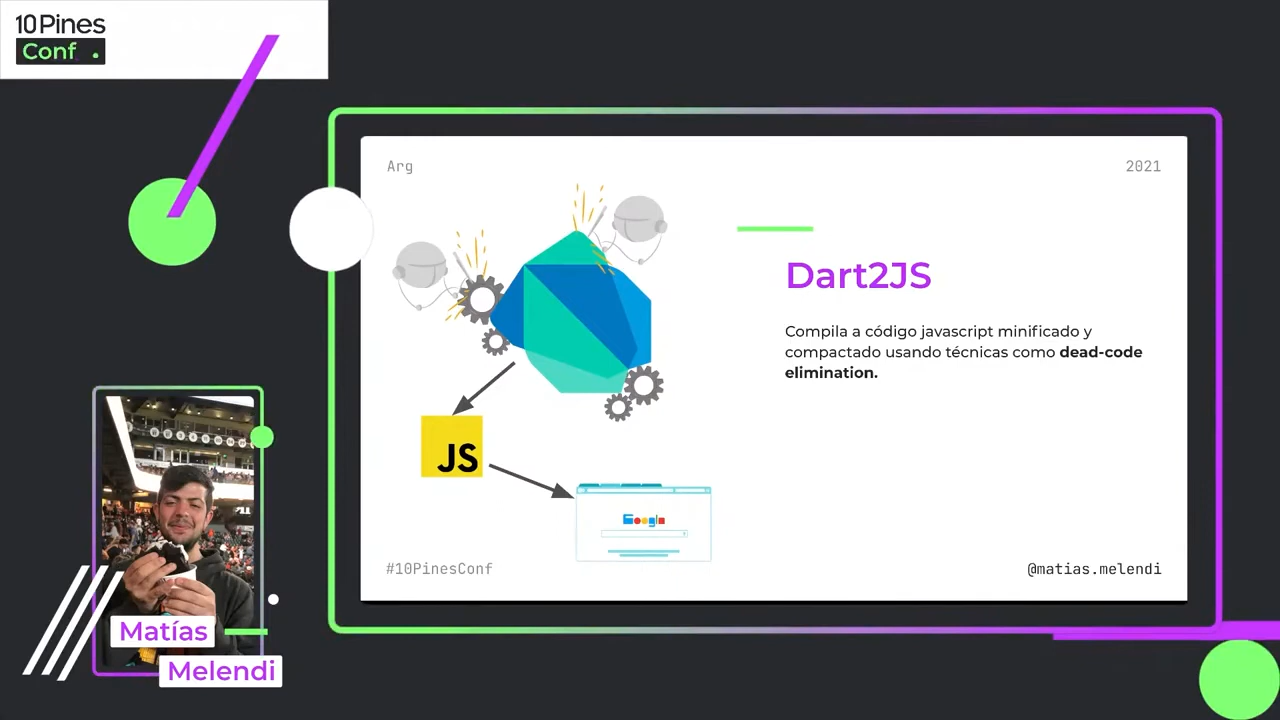 10Pines
Conf .
Arg
2021
Dart2JS
Compila a código javascript minificado y
compactado usando técnicas como dead-code
elimination.
JS
Google
#10PinesConf
@matias.melendi
Matías
Melendi